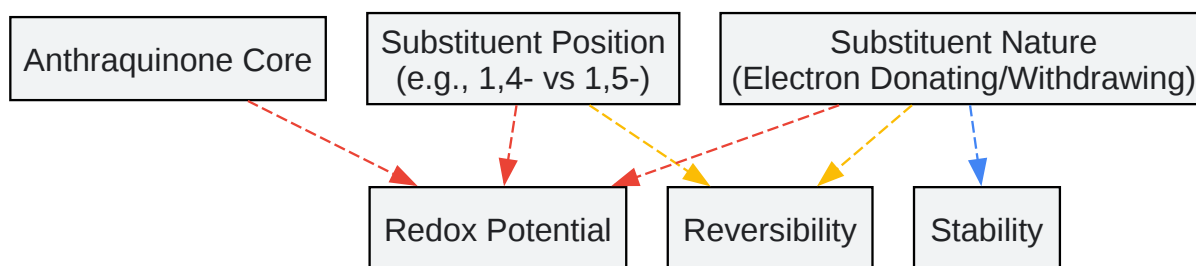 Anthraquinone Core
Substituent Position
(e.g., 1,4- vs 1,5-)
Substituent Nature
(Electron Donating/Withdrawing)
Redox Potential
Reversibility
Stability